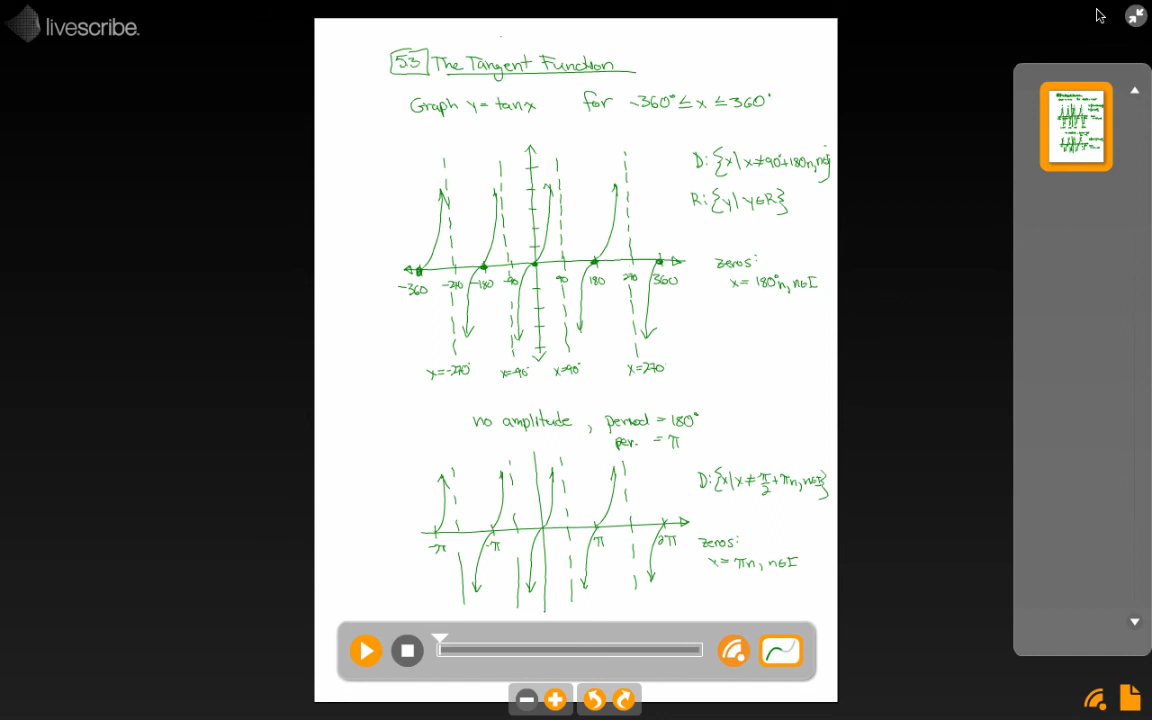 livescribe
5.3 The Tangent Function
Graph y = tanx for -360° ≤ x ≤ 360°
D: {x| x≠90°+180n, n∈I}
R: {y| y∈R}
zeros:
x = 180°n, n∈I
-360 -270 -180 -90 90 180 270 360
x=-270° x=-90° x=90° x=270°
no amplitude, period = 180°
per. = π
D: {x|x≠π/2+πn, n∈I}
-π -π π 2π
zeros:
x = πn, n∈I